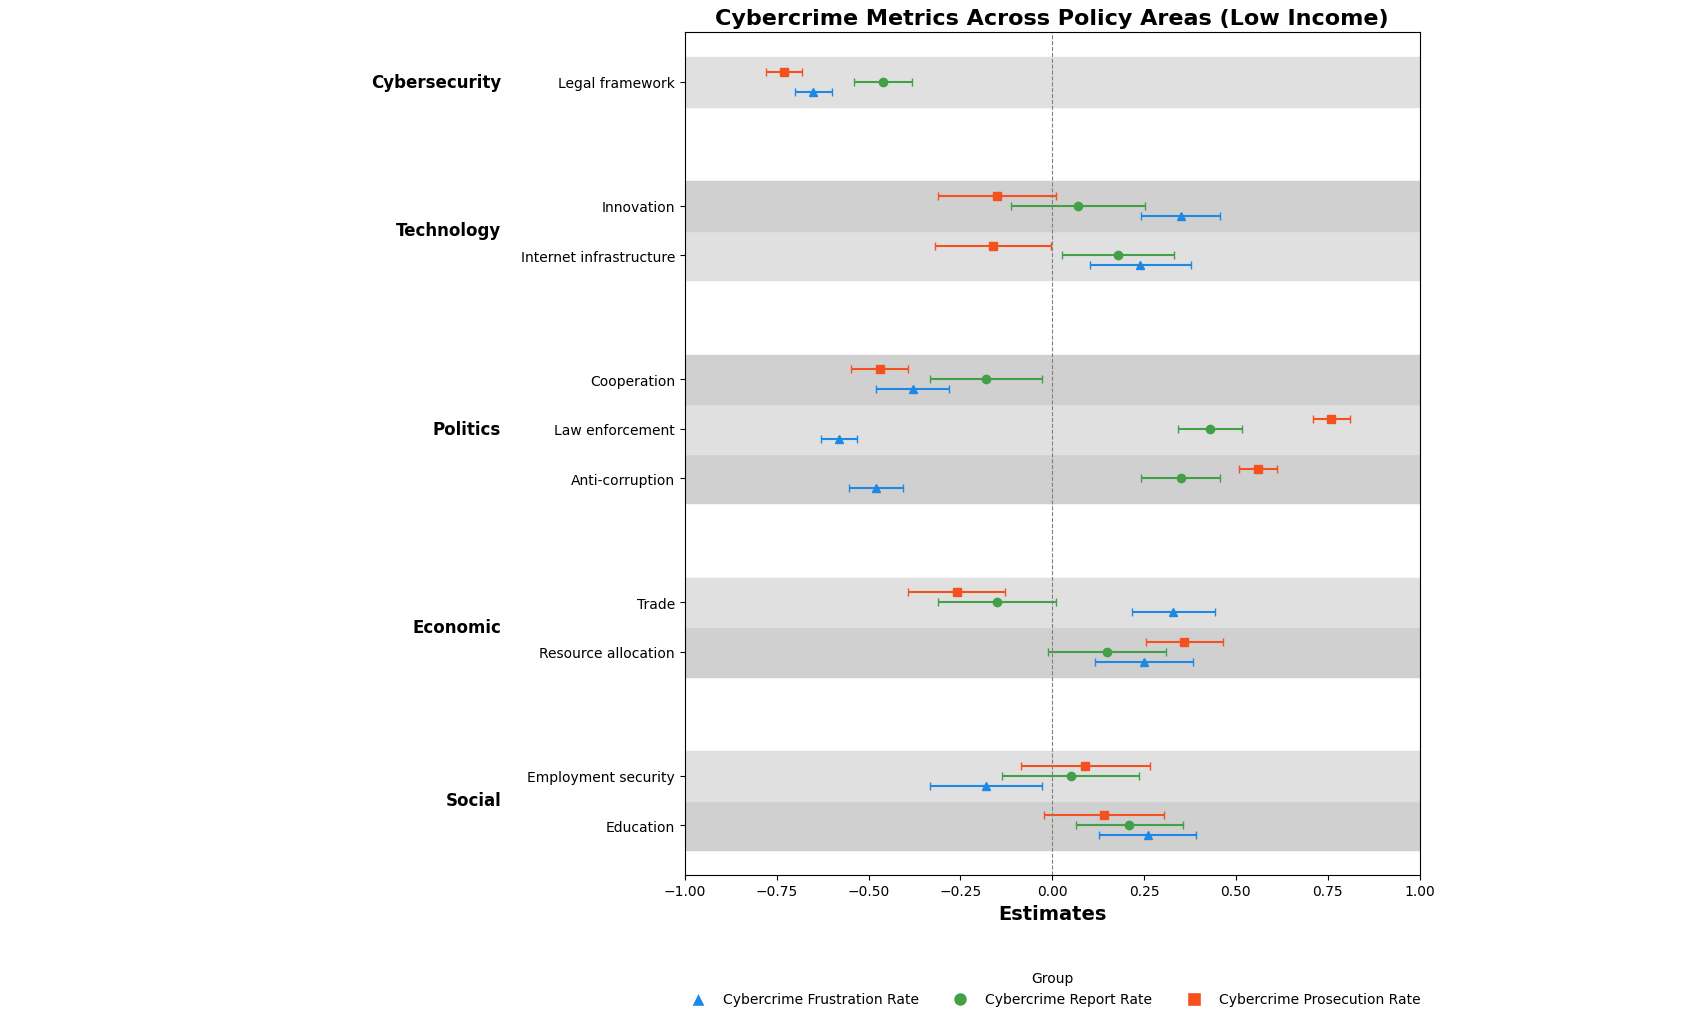 Cybercrime Metrics Across Policy Areas (Low Income)
Cybersecurity
Legal framework
Technology
Innovation
Internet infrastructure
Politics
Cooperation
Law enforcement
Anti-corruption
Economic
Trade
Resource allocation
Social
Employment security
Education
−1.00 −0.75 −0.50 −0.25 0.00 0.25 0.50 0.75 1.00
Estimates
Group
Cybercrime Frustration Rate Cybercrime Report Rate Cybercrime Prosecution Rate